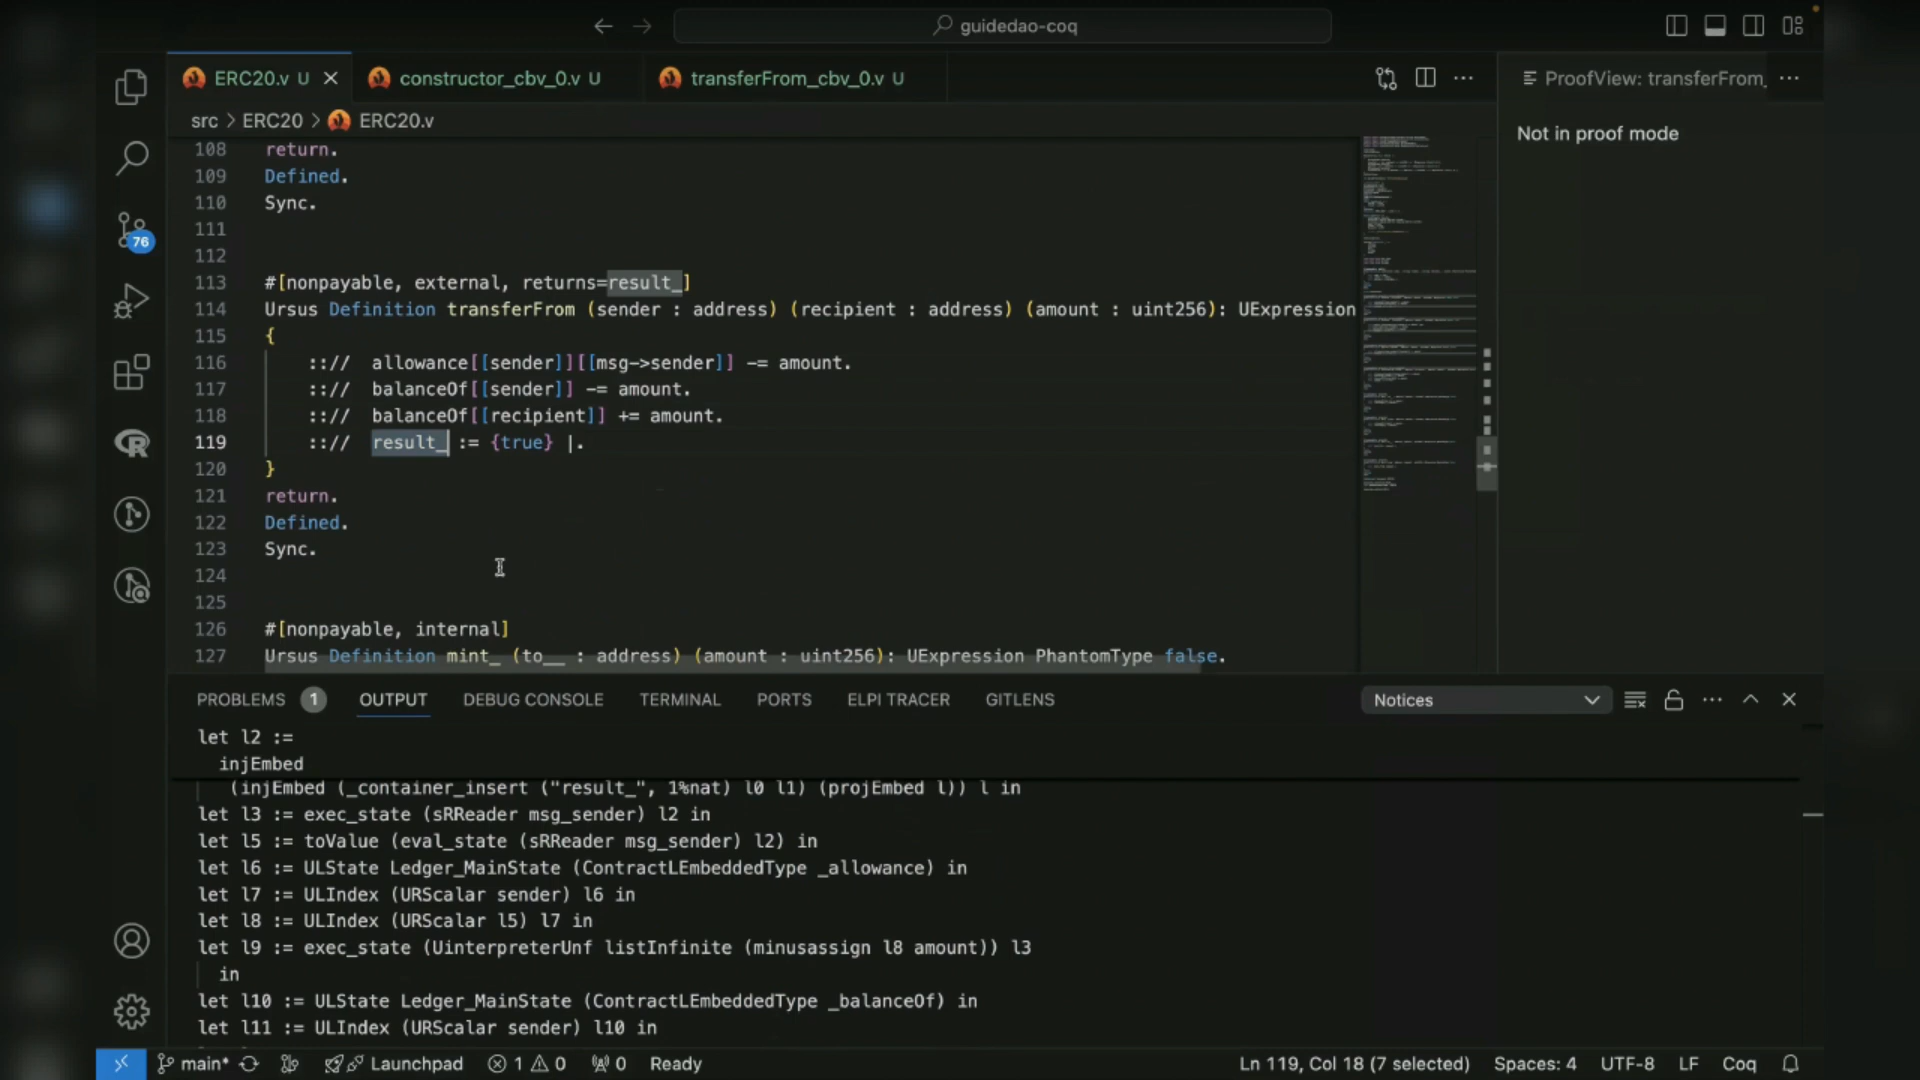 guidedao-coq
ERC20.v U
constructor_cbv_0.v U
transferFrom_cbv_0.v U
ProofView: transferFrom_
src > ERC20 > ERC20.v
Not in proof mode
108 return.
109 Defined.
110 Sync.
111
112
113 #[nonpayable, external, returns=result_]
114 Ursus Definition transferFrom (sender : address) (recipient : address) (amount : uint256): UExpression
115 {
116 ::// allowance[[sender]][[msg->sender]] -= amount.
117 ::// balanceOf[[sender]] -= amount.
118 ::// balanceOf[[recipient]] += amount.
119 ::// result_ := {true} |.
120 }
121 return.
122 Defined.
123 Sync.
124
125
126 #[nonpayable, internal]
127 Ursus Definition mint_ (to__ : address) (amount : uint256): UExpression PhantomType false.
PROBLEMS 1 OUTPUT DEBUG CONSOLE TERMINAL PORTS ELPI TRACER GITLENS Notices
let l2 :=
injEmbed
(injEmbed (_container_insert ("result_", 1%nat) l0 l1) (projEmbed l)) l in
let l3 := exec_state (sRReader msg_sender) l2 in
let l5 := toValue (eval_state (sRReader msg_sender) l2) in
let l6 := ULState Ledger_MainState (ContractLEmbeddedType _allowance) in
let l7 := ULIndex (URScalar sender) l6 in
let l8 := ULIndex (URScalar l5) l7 in
let l9 := exec_state (UinterpreterUnf listInfinite (minusassign l8 amount)) l3
in
let l10 := ULState Ledger_MainState (ContractLEmbeddedType _balanceOf) in
let l11 := ULIndex (URScalar sender) l10 in
76
main* Launchpad 1 0 0 Ready Ln 119, Col 18 (7 selected) Spaces: 4 UTF-8 LF Coq